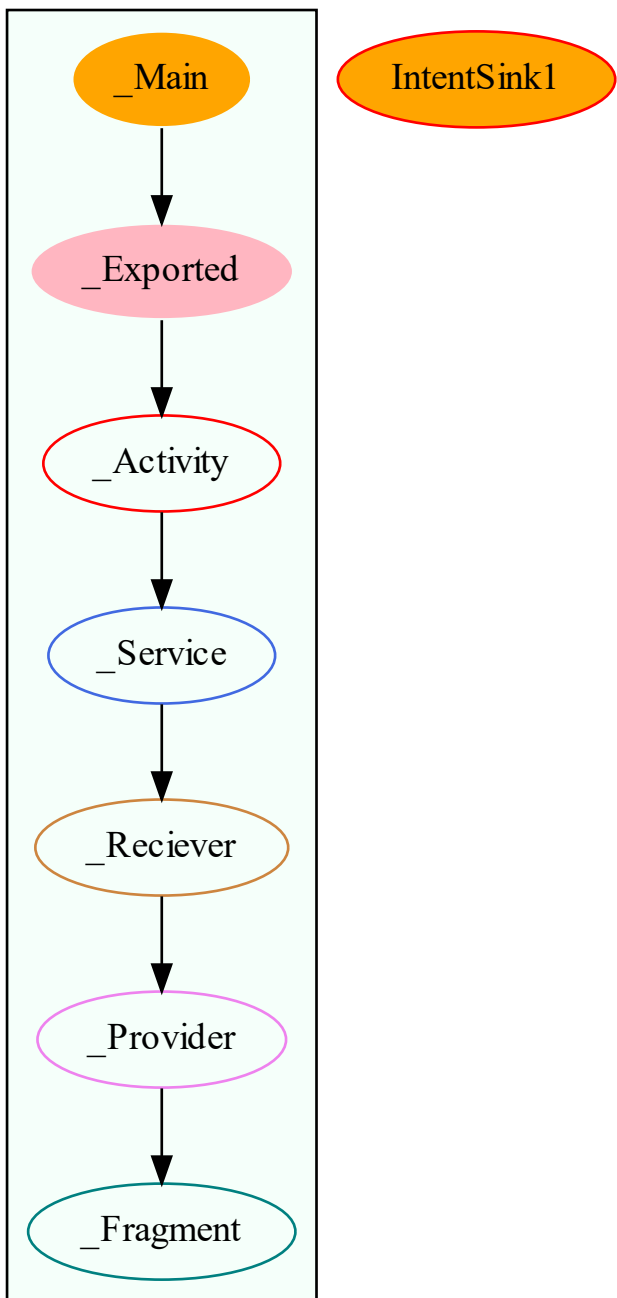 _Main
IntentSink1
_Exported
_Activity
_Service
_Reciever
_Provider
_Fragment